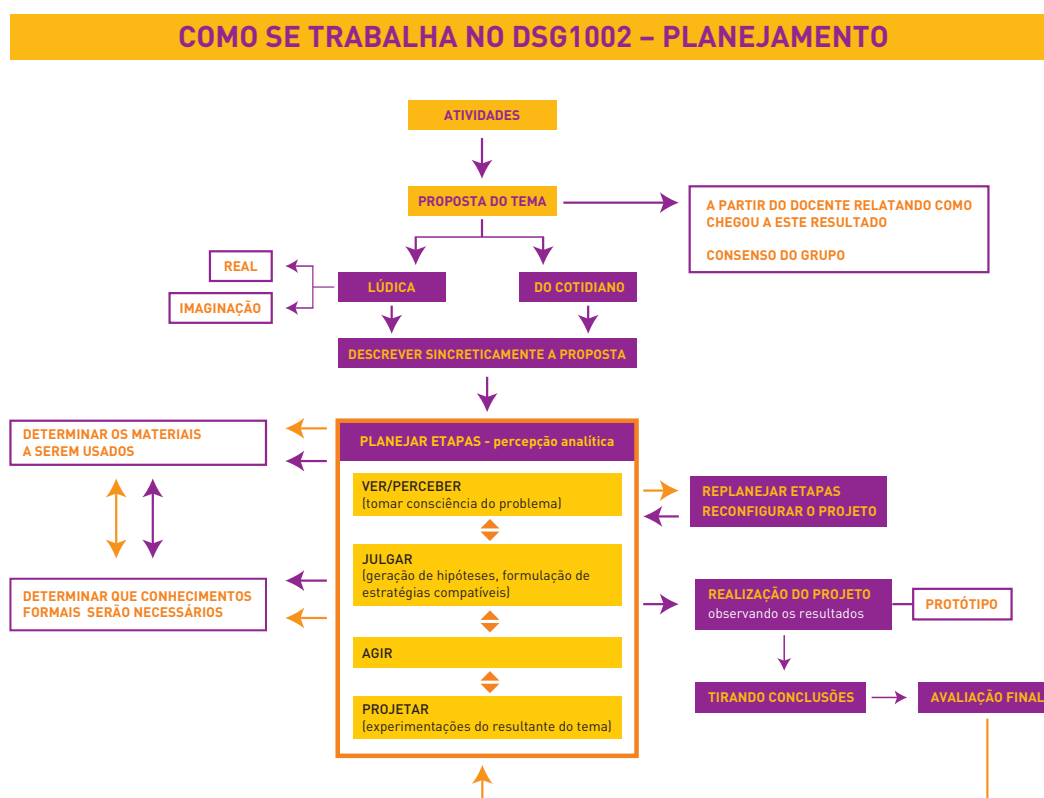 COMO SE TRABALHA NO DSG1002 – PLANEJAMENTO
ATIVIDADES
PROPOSTA DO TEMA
A PARTIR DO DOCENTE RELATANDO COMO
CHEGOU A ESTE RESULTADO
CONSENSO DO GRUPO
REAL
IMAGINAÇÃO
LÚDICA
DO COTIDIANO
DESCREVER SINCRETICAMENTE A PROPOSTA
DETERMINAR OS MATERIAIS
A SEREM USADOS
DETERMINAR QUE CONHECIMENTOS
FORMAIS SERÃO NECESSÁRIOS
PLANEJAR ETAPAS - percepção analítica
VER/PERCEBER
(tomar consciência do problema)
JULGAR
(geração de hipóteses, formulação de
estratégias compatíveis)
AGIR
PROJETAR
(experimentações do resultante do tema)
REPLANEJAR ETAPAS
RECONFIGURAR O PROJETO
REALIZAÇÃO DO PROJETO
observando os resultados
PROTÓTIPO
TIRANDO CONCLUSÕES
AVALIAÇÃO FINAL